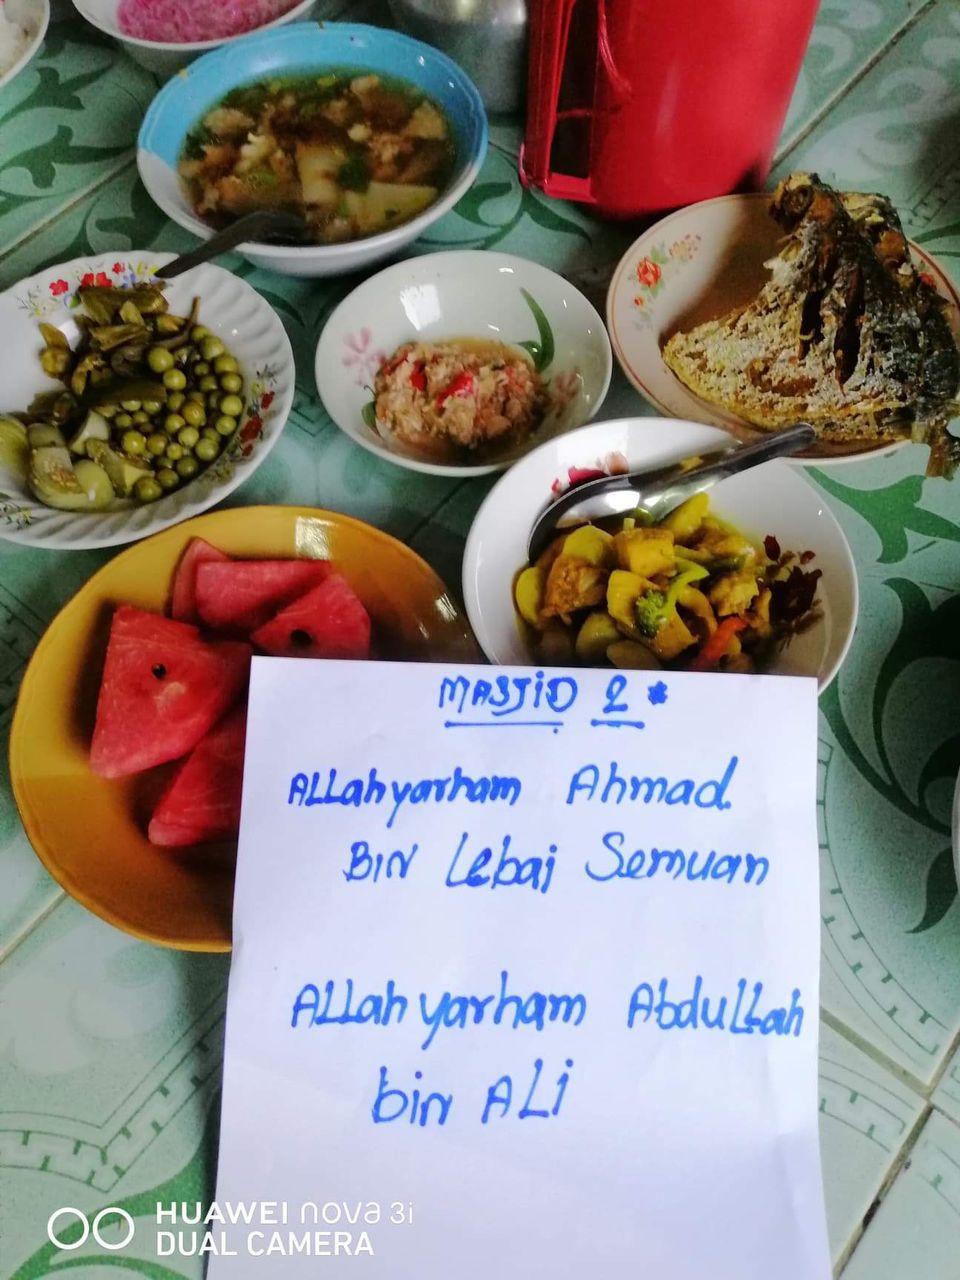 MASJID 2 *
ALLahyarham Ahmad
BIN Lebai Semuan
ALLahyarham AbduLLah
bin ALi
HUAWEI nova 3i
DUAL CAMERA